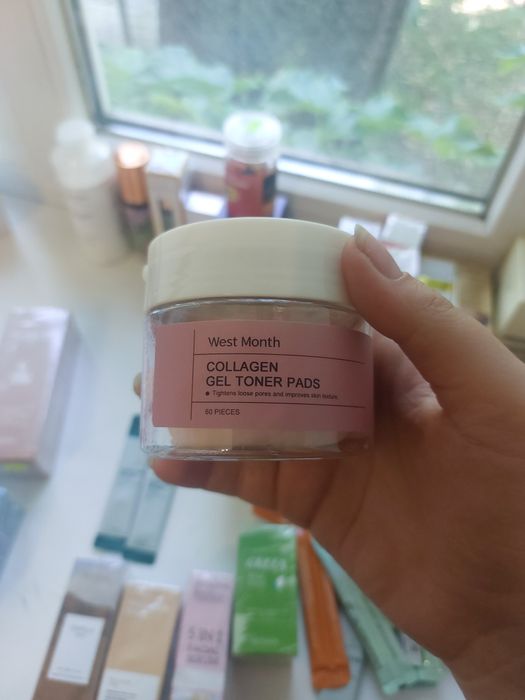 West Month
COLLAGEN
GEL TONER PADS
● Tightens loose pores and improves skin texture
60 PIECES